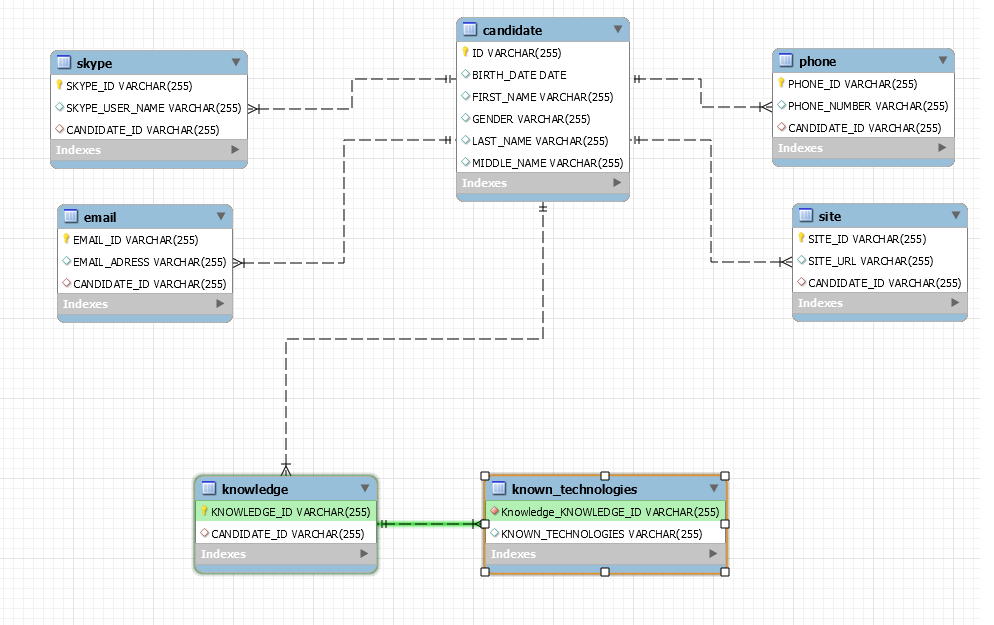 skype
SKYPE_ID VARCHAR(255)
SKYPE_USER_NAME VARCHAR(255)
CANDIDATE_ID VARCHAR(255)
Indexes
candidate
ID VARCHAR(255)
BIRTH_DATE DATE
FIRST_NAME VARCHAR(255)
GENDER VARCHAR(255)
LAST_NAME VARCHAR(255)
MIDDLE_NAME VARCHAR(255)
Indexes
phone
PHONE_ID VARCHAR(255)
PHONE_NUMBER VARCHAR(255)
CANDIDATE_ID VARCHAR(255)
Indexes
email
EMAIL_ID VARCHAR(255)
EMAIL_ADRESS VARCHAR(255)
CANDIDATE_ID VARCHAR(255)
Indexes
site
SITE_ID VARCHAR(255)
SITE_URL VARCHAR(255)
CANDIDATE_ID VARCHAR(255)
Indexes
knowledge
KNOWLEDGE_ID VARCHAR(255)
CANDIDATE_ID VARCHAR(255)
Indexes
known_technologies
Knowledge_KNOWLEDGE_ID VARCHAR(255)
KNOWN_TECHNOLOGIES VARCHAR(255)
Indexes